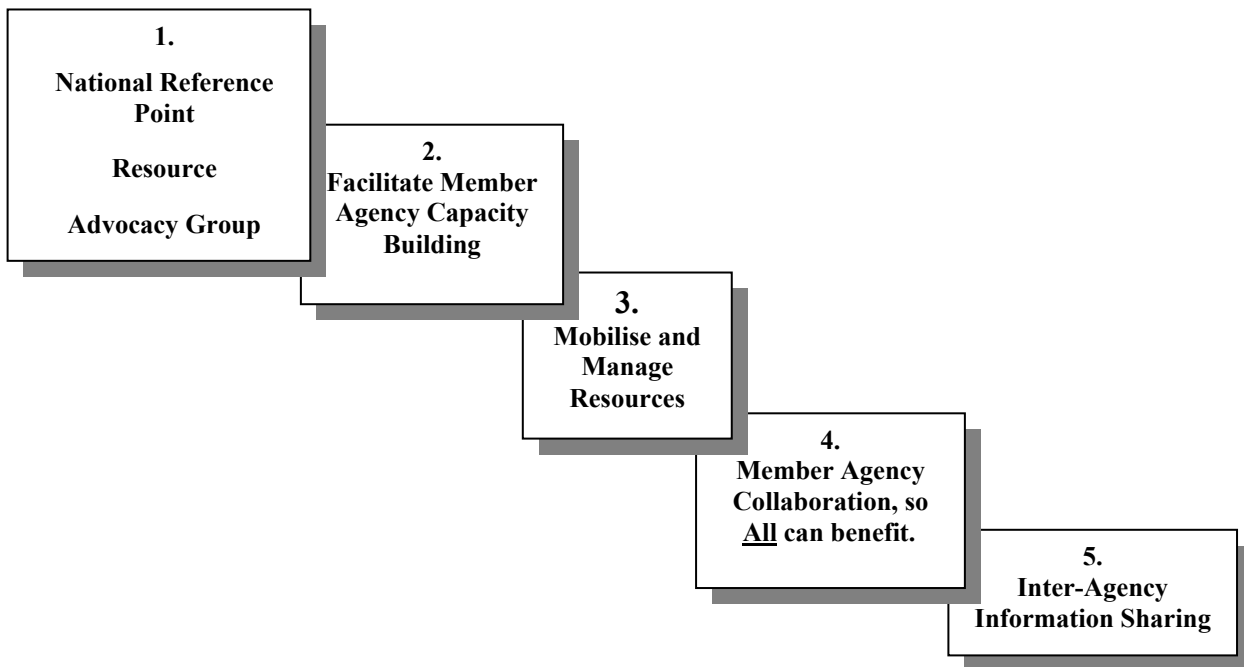 1.
National Reference
Point
Resource
Advocacy Group
2.
Facilitate Member
Agency Capacity
Building
3.
Mobilise and
Manage
Resources
4.
Member Agency
Collaboration, so
All can benefit.
5.
Inter-Agency
Information Sharing